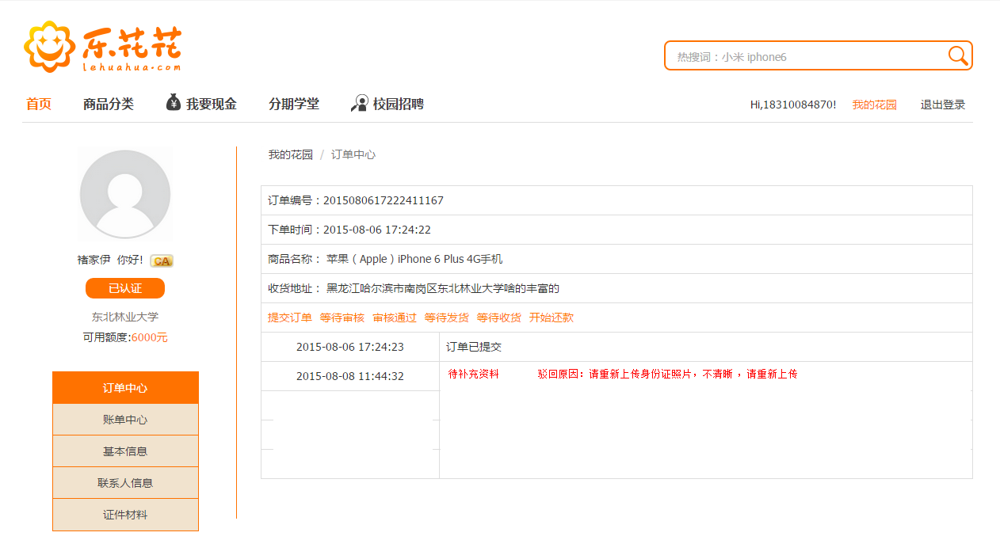 乐花花
lehuahua.com
热搜词：小米 iphone6
首页 商品分类 我要现金 分期学堂 校园招聘 Hi,18310084870! 我的花园 退出登录
我的花园 / 订单中心
订单编号：2015080617222411167
下单时间：2015-08-06 17:24:22
商品名称： 苹果（Apple）iPhone 6 Plus 4G手机
收货地址： 黑龙江哈尔滨市南岗区东北林业大学啥的丰富的
提交订单 等待审核 审核通过 等待发货 等待收货 开始还款
2015-08-06 17:24:23 订单已提交
2015-08-08 11:44:32 待补充资料 驳回原因：请重新上传身份证照片，不清晰 ，请重新上传
褚家伊 你好! CA
已认证
东北林业大学
可用额度:6000元
订单中心
账单中心
基本信息
联系人信息
证件材料